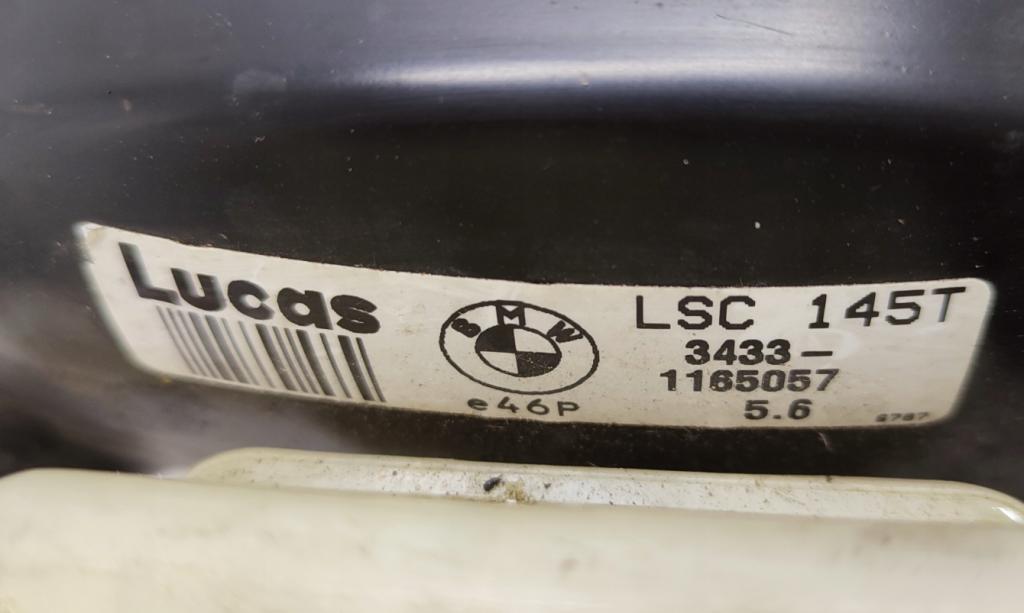 Lucas
BMW
e46P
LSC 145T
3433-
1165057
5.6